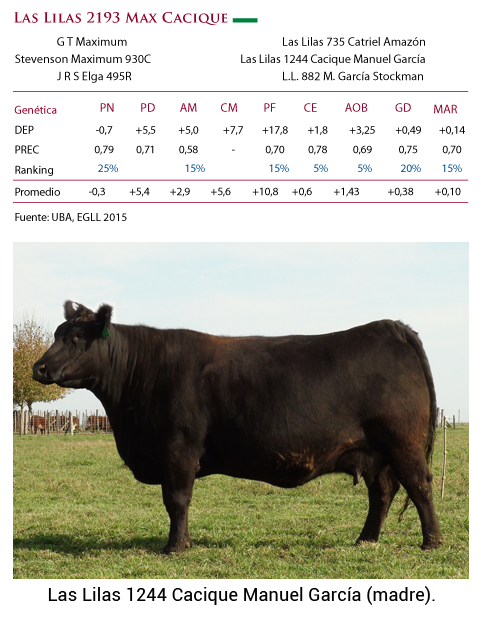 Las Lilas 2193 Max Cacique
G T Maximum Las Lilas 735 Catriel Amazón
Stevenson Maximum 930C Las Lilas 1244 Cacique Manuel García
J R S Elga 495R L.L. 882 M. García Stockman
Genética PN PD AM CM PF CE AOB GD MAR
DEP -0,7 +5,5 +5,0 +7,7 +17,8 +1,8 +3,25 +0,49 +0,14
PREC 0,79 0,71 0,58 - 0,70 0,78 0,69 0,75 0,70
Ranking 25% 15% 15% 5% 5% 20% 15%
Promedio -0,3 +5,4 +2,9 +5,6 +10,8 +0,6 +1,43 +0,38 +0,10
Fuente: UBA, EGLL 2015
Las Lilas 1244 Cacique Manuel García (madre).